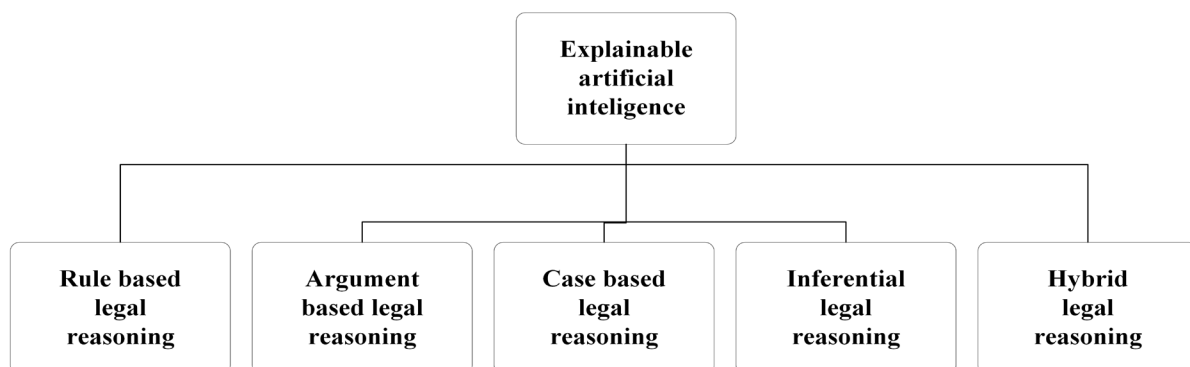 Explainable
artificial
inteligence
Rule based
legal
reasoning
Argument
based legal
reasoning
Case based
legal
reasoning
Inferential
legal
reasoning
Hybrid
legal
reasoning